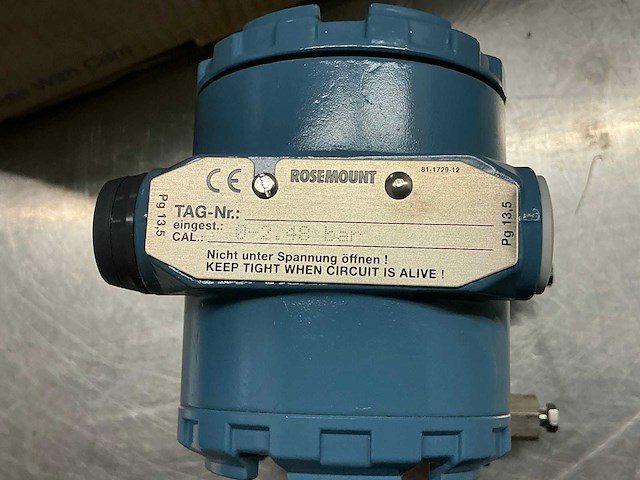 CE
ROSEMOUNT
81-1729-12
Pg 13,5
TAG-Nr.:
eingest.:
CAL.: 0-2.48 bar
Nicht unter Spannung öffnen !
KEEP TIGHT WHEN CIRCUIT IS ALIVE !
Pg 13,5